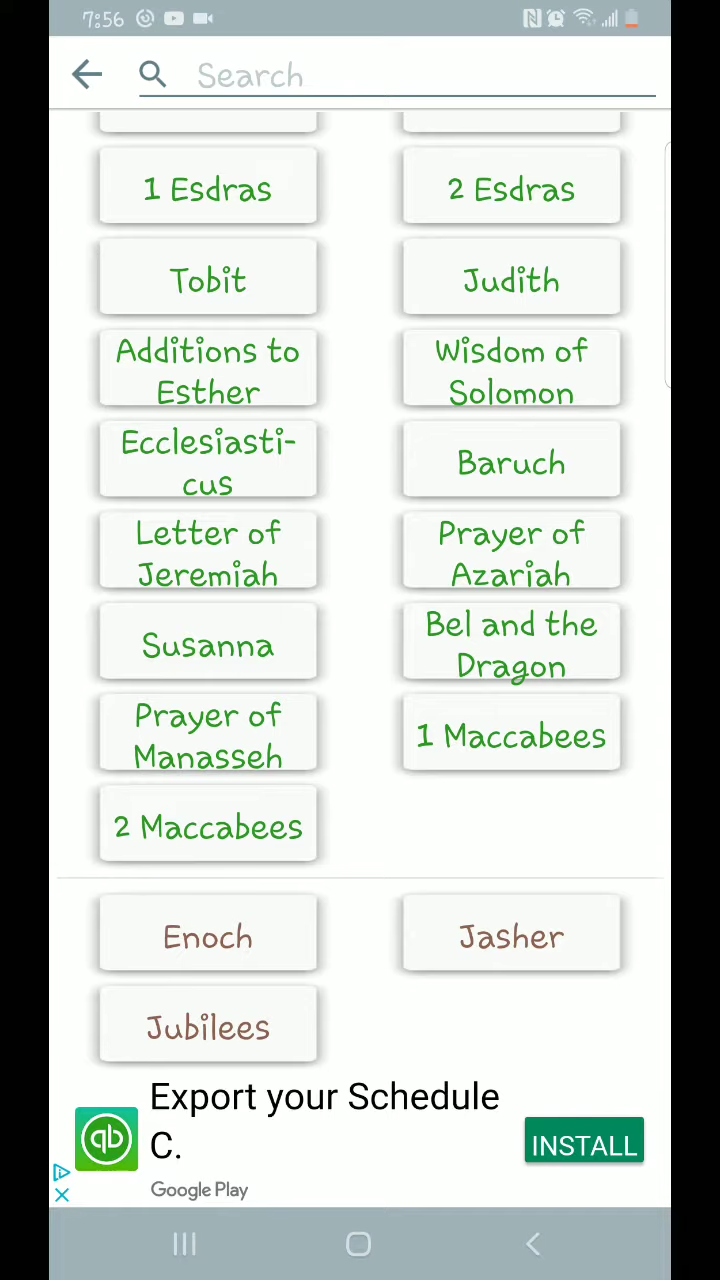 7:56
Search
1 Esdras
2 Esdras
Tobit
Judith
Additions to
Esther
Wisdom of
Solomon
Ecclesiasti-
cus
Baruch
Letter of
Jeremiah
Prayer of
Azariah
Susanna
Bel and the
Dragon
Prayer of
Manasseh
1 Maccabees
2 Maccabees
Enoch
Jasher
Jubilees
Export your Schedule
C.
qb
INSTALL
Google Play